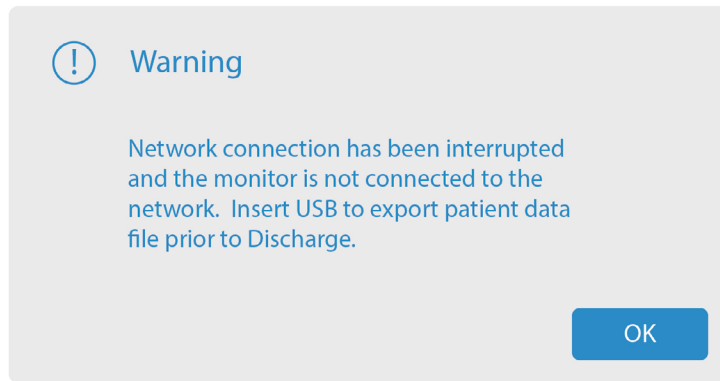 Warning
Network connection has been interrupted
and the monitor is not connected to the
network.  Insert USB to export patient data
file prior to Discharge.
OK